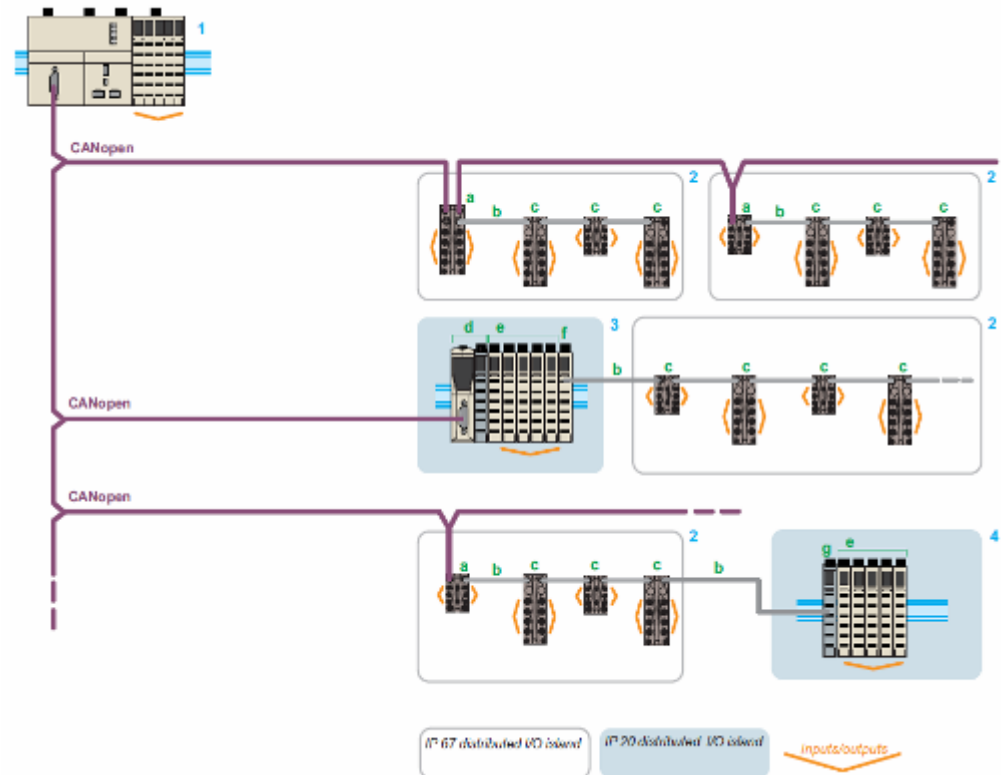 1
CANopen
2
2
a
b
c
c
c
a
b
c
c
c
d
e
f
3
2
b
c
c
c
c
CANopen
CANopen
2
4
a
b
c
c
c
b
g
e
IP 67 distributed I/O island
IP 20 distributed I/O island
inputs/outputs